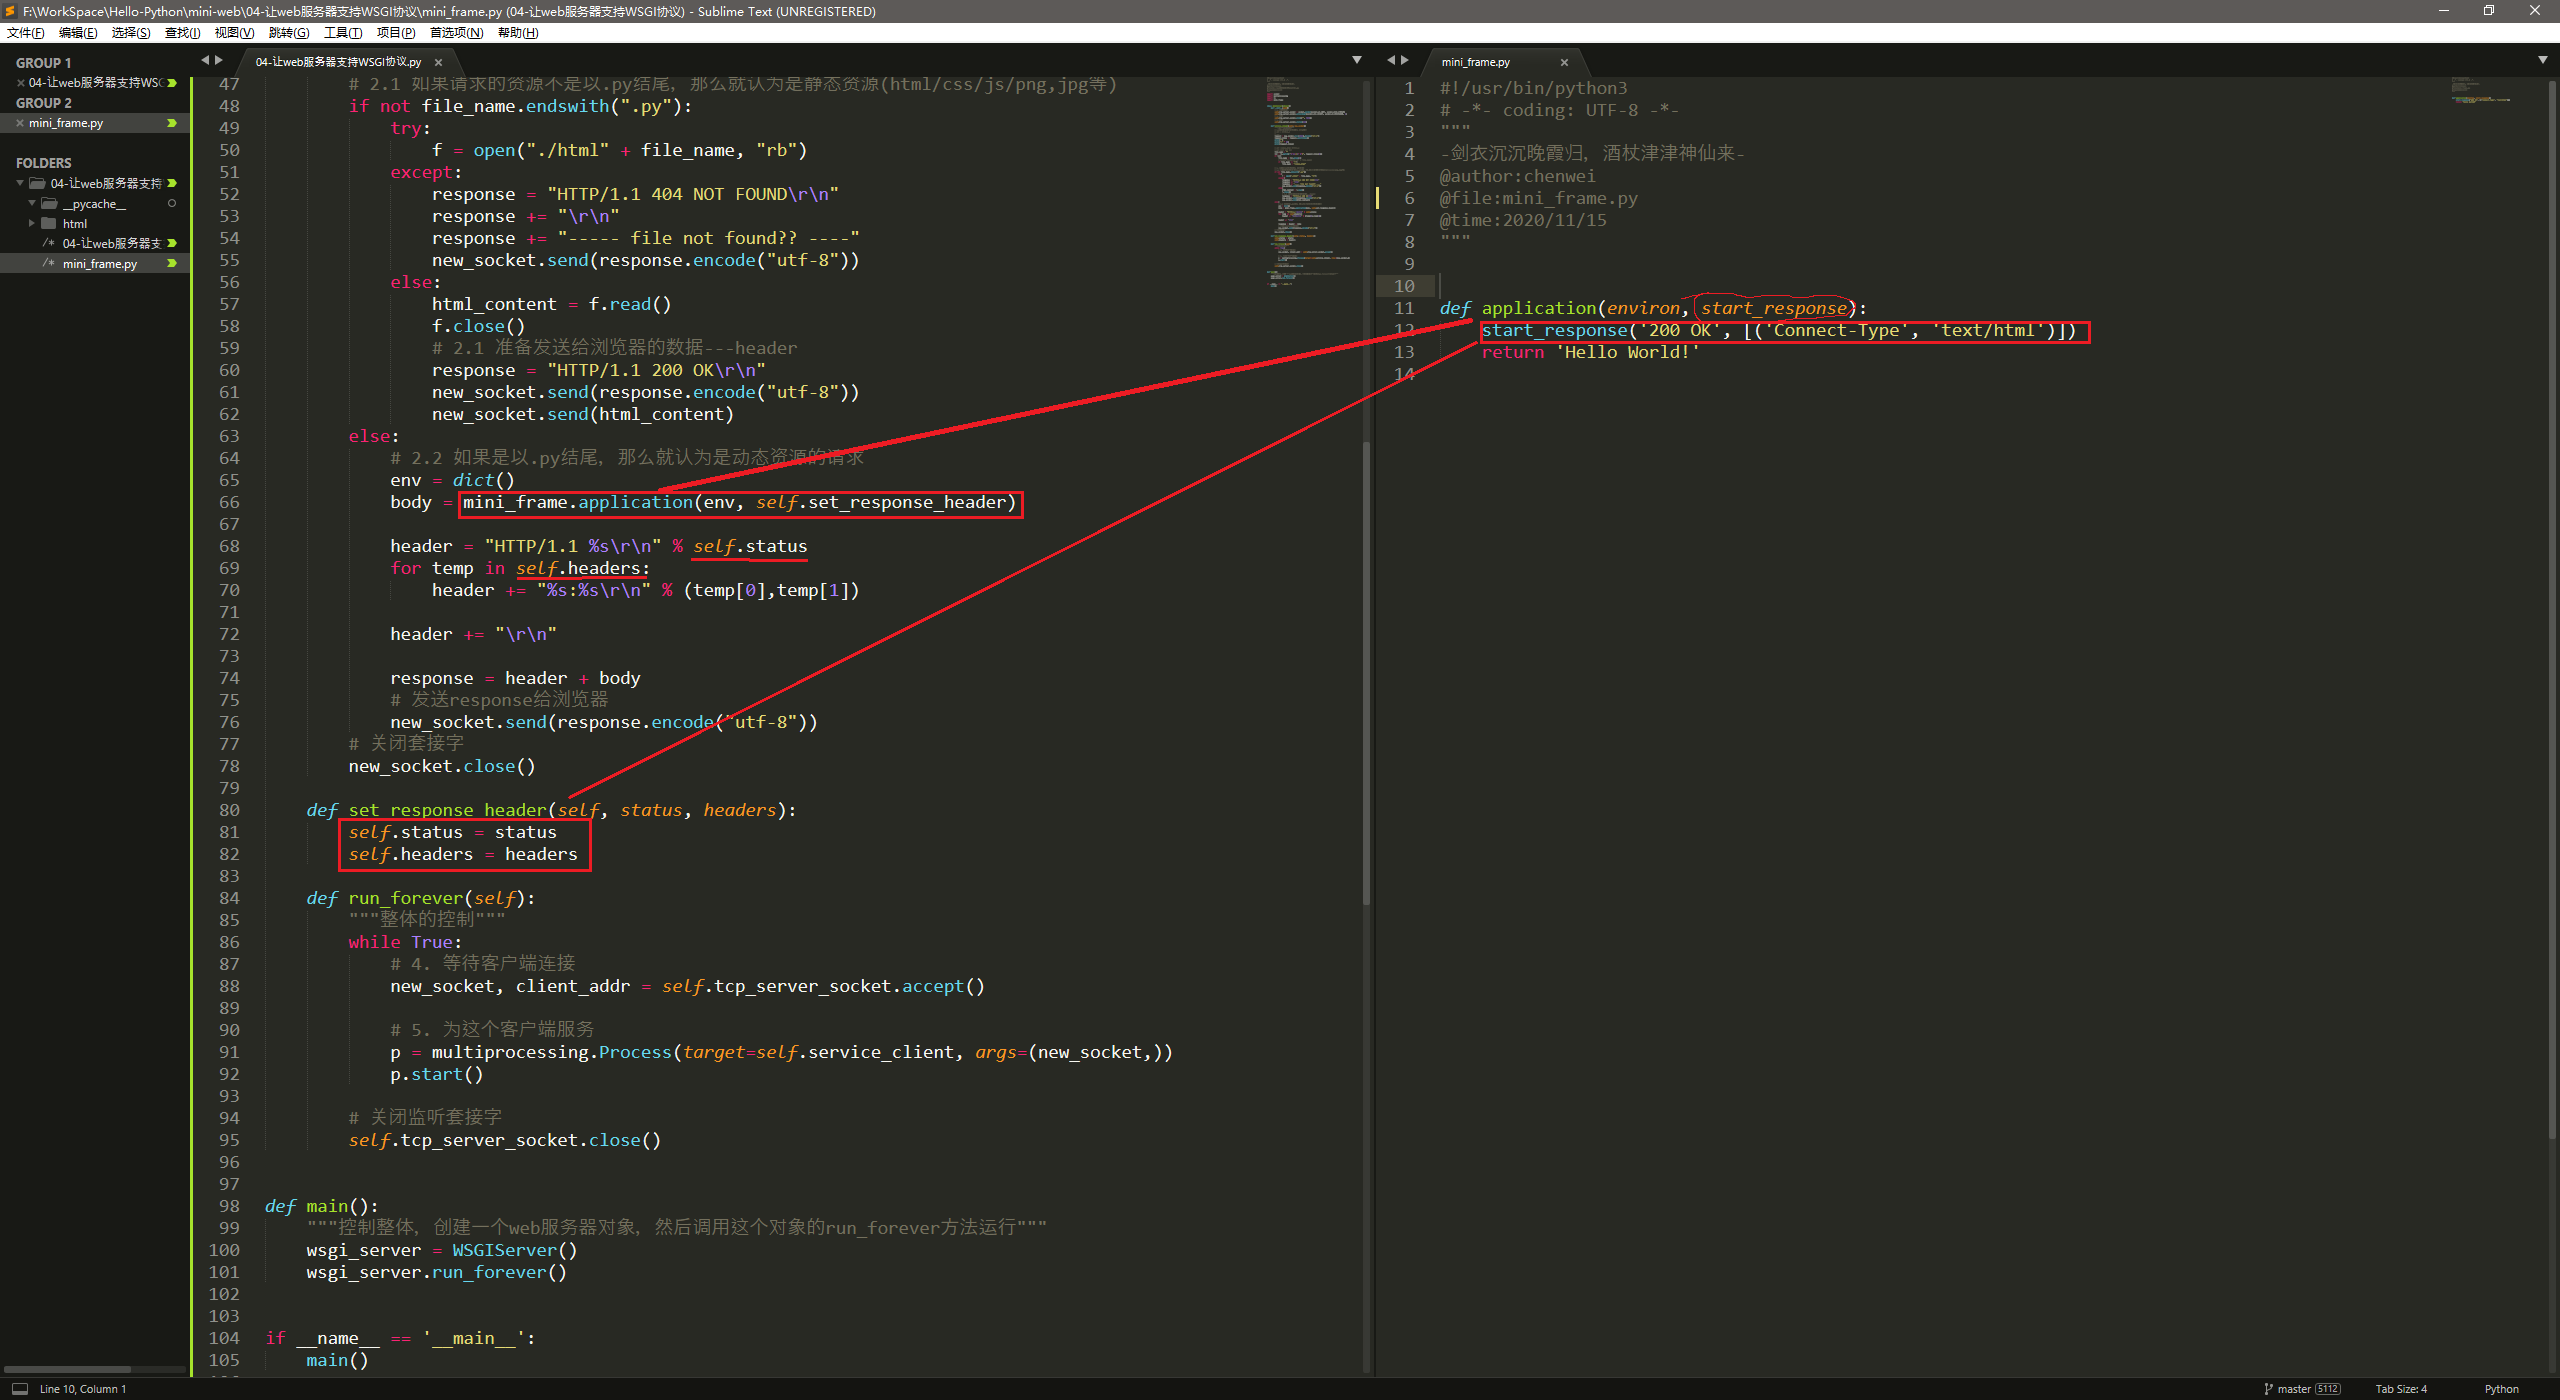 F:\WorkSpace\Hello-Python\mini-web\04-让web服务器支持WSGI协议\mini_frame.py (04-让web服务器支持WSGI协议) - Sublime Text (UNREGISTERED)
文件(F) 编辑(E) 选择(S) 查找(I) 视图(V) 跳转(G) 工具(T) 项目(P) 首选项(N) 帮助(H)
GROUP 1
04-让web服务器支持WSG
GROUP 2
mini_frame.py
FOLDERS
04-让web服务器支持
__pycache__
html
/* 04-让web服务器支
/* mini_frame.py
04-让web服务器支持WSGI协议.py
47 # 2.1 如果请求的资源不是以.py结尾，那么就认为是静态资源(html/css/js/png,jpg等)
48 if not file_name.endswith(".py"):
49 try:
50 f = open("./html" + file_name, "rb")
51 except:
52 response = "HTTP/1.1 404 NOT FOUND\r\n"
53 response += "\r\n"
54 response += "----- file not found?? ----"
55 new_socket.send(response.encode("utf-8"))
56 else:
57 html_content = f.read()
58 f.close()
59 # 2.1 准备发送给浏览器的数据---header
60 response = "HTTP/1.1 200 OK\r\n"
61 new_socket.send(response.encode("utf-8"))
62 new_socket.send(html_content)
63 else:
64 # 2.2 如果是以.py结尾，那么就认为是动态资源的请求
65 env = dict()
66 body = mini_frame.application(env, self.set_response_header)
67
68 header = "HTTP/1.1 %s\r\n" % self.status
69 for temp in self.headers:
70 header += "%s:%s\r\n" % (temp[0],temp[1])
71
72 header += "\r\n"
73
74 response = header + body
75 # 发送response给浏览器
76 new_socket.send(response.encode("utf-8"))
77 # 关闭套接字
78 new_socket.close()
79
80 def set_response_header(self, status, headers):
81 self.status = status
82 self.headers = headers
83
84 def run_forever(self):
85 """整体的控制"""
86 while True:
87 # 4. 等待客户端连接
88 new_socket, client_addr = self.tcp_server_socket.accept()
89
90 # 5. 为这个客户端服务
91 p = multiprocessing.Process(target=self.service_client, args=(new_socket,))
92 p.start()
93
94 # 关闭监听套接字
95 self.tcp_server_socket.close()
96
97
98 def main():
99 """控制整体，创建一个web服务器对象，然后调用这个对象的run_forever方法运行"""
100 wsgi_server = WSGIServer()
101 wsgi_server.run_forever()
102
103
104 if __name__ == '__main__':
105 main()
mini_frame.py
1 #!/usr/bin/python3
2 # -*- coding: UTF-8 -*-
3 """
4 -剑衣沉沉晚霞归，酒杖津津神仙来-
5 @author:chenwei
6 @file:mini_frame.py
7 @time:2020/11/15
8 """
9
10
11 def application(environ, start_response):
12 start_response('200 OK', [('Connect-Type', 'text/html')])
13 return 'Hello World!'
14
Line 10, Column 1
master 5112
Tab Size: 4
Python